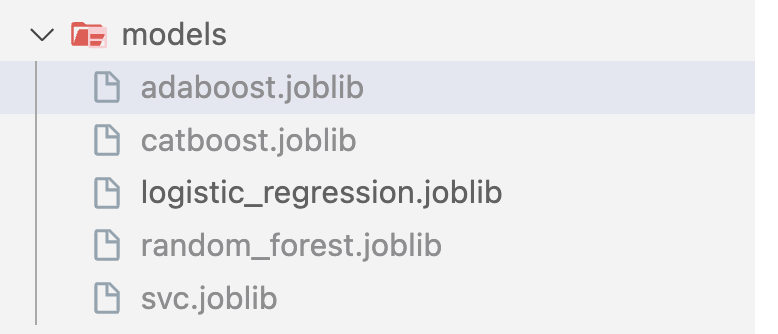 models
adaboost.joblib
catboost.joblib
logistic_regression.joblib
random_forest.joblib
svc.joblib